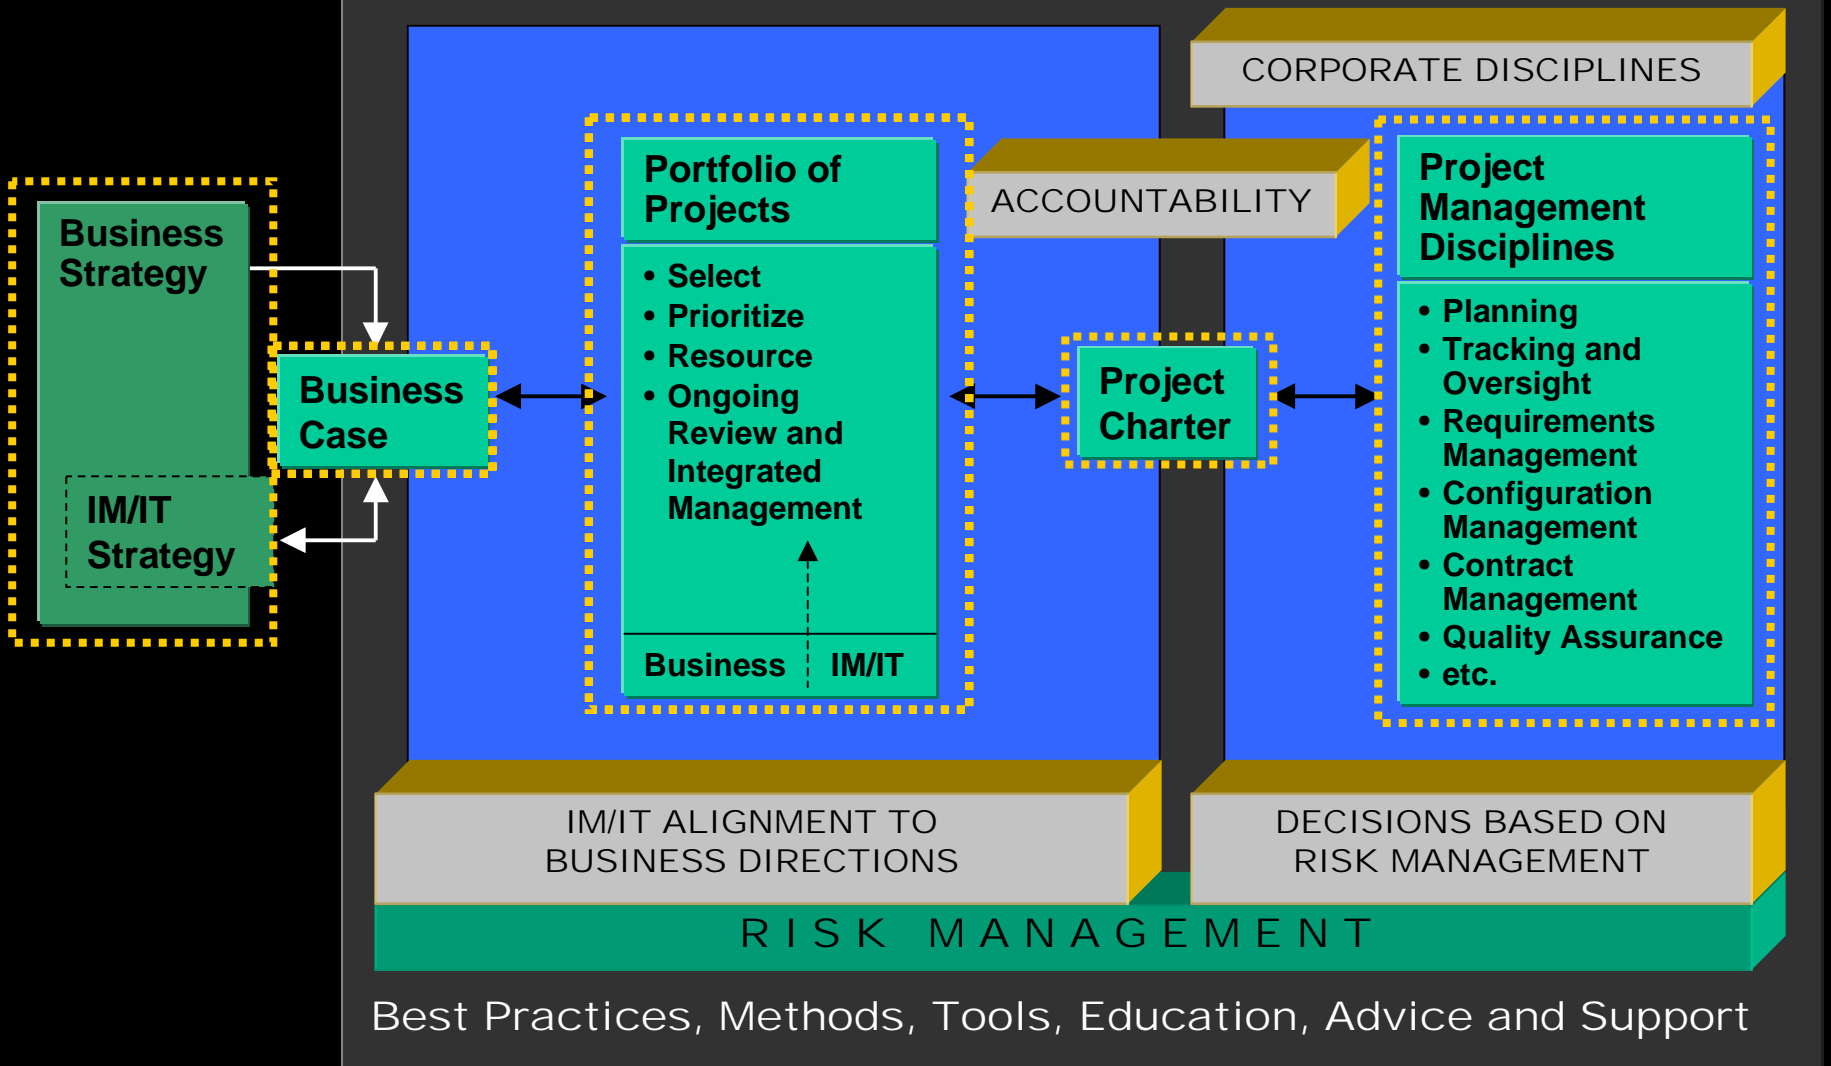 CORPORATE DISCIPLINES
ACCOUNTABILITY
Business
Strategy
IM/IT
Strategy
Business
Case
Portfolio of
Projects
• Select
• Prioritize
• Resource
• Ongoing
Review and
Integrated
Management
Business
IM/IT
Project
Charter
Project
Management
Disciplines
• Planning
• Tracking and
Oversight
• Requirements
Management
• Configuration
Management
• Contract
Management
• Quality Assurance
• etc.
IM/IT ALIGNMENT TO
BUSINESS DIRECTIONS
DECISIONS BASED ON
RISK MANAGEMENT
RISK MANAGEMENT
Best Practices, Methods, Tools, Education, Advice and Support